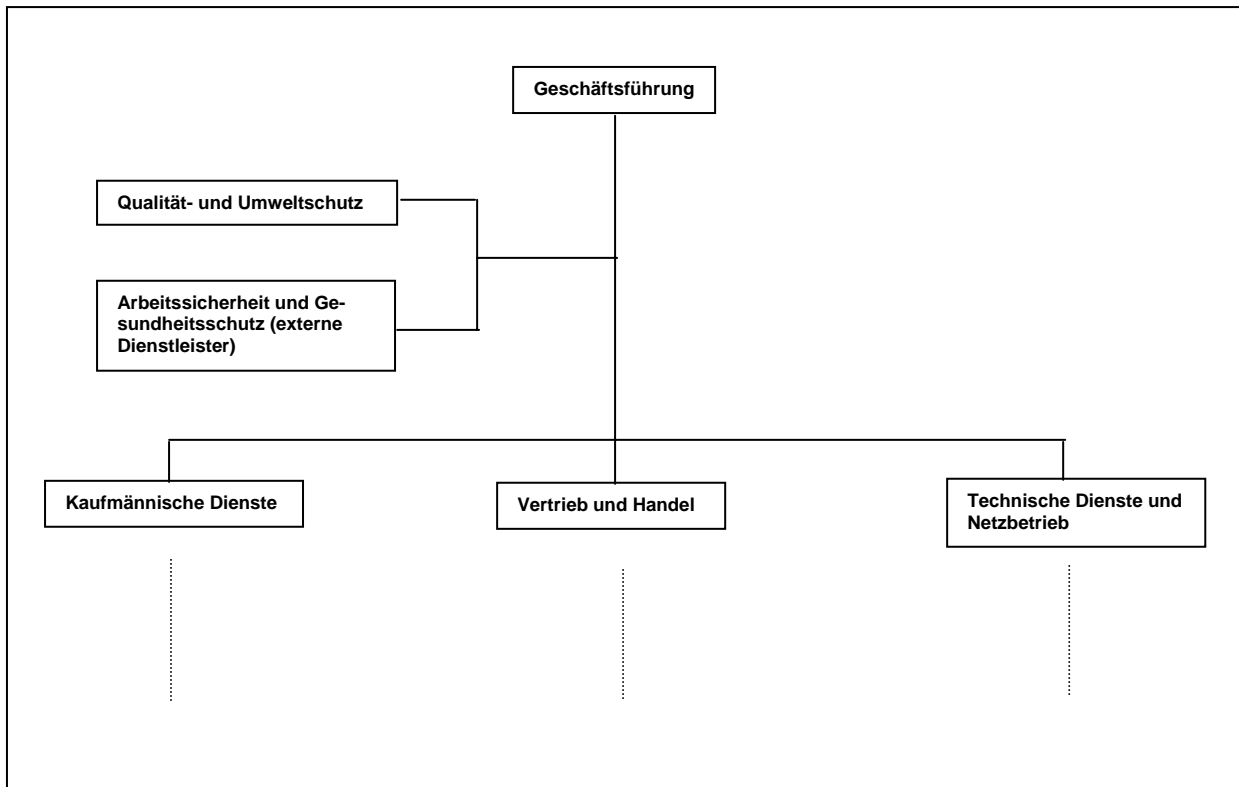 Geschäftsführung
Qualität- und Umweltschutz
Arbeitssicherheit und Ge-
sundheitsschutz (externe
Dienstleister)
Kaufmännische Dienste
Vertrieb und Handel
Technische Dienste und
Netzbetrieb